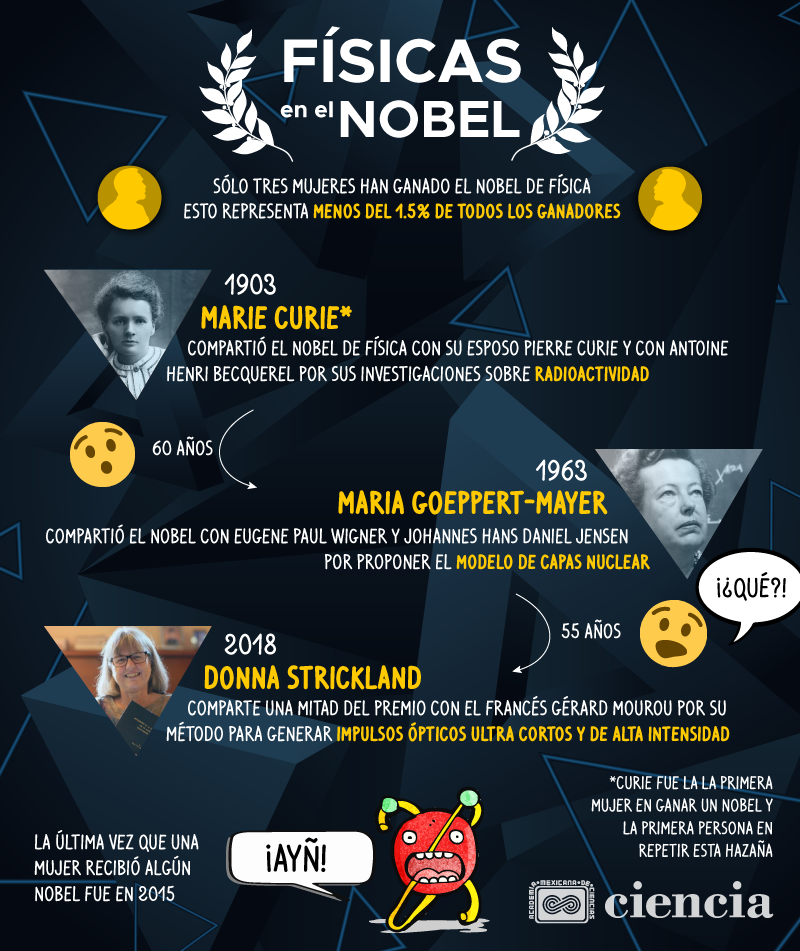 FÍSICAS
en el NOBEL
SÓLO TRES MUJERES HAN GANADO EL NOBEL DE FÍSICA
ESTO REPRESENTA MENOS DEL 1.5% DE TODOS LOS GANADORES
1903
MARIE CURIE*
COMPARTIÓ EL NOBEL DE FÍSICA CON SU ESPOSO PIERRE CURIE Y CON ANTOINE
HENRI BECQUEREL POR SUS INVESTIGACIONES SOBRE RADIOACTIVIDAD
60 AÑOS
1963
MARIA GOEPPERT-MAYER
COMPARTIÓ EL NOBEL CON EUGENE PAUL WIGNER Y JOHANNES HANS DANIEL JENSEN
POR PROPONER EL MODELO DE CAPAS NUCLEAR
¡¿QUÉ?!
55 AÑOS
2018
DONNA STRICKLAND
COMPARTE UNA MITAD DEL PREMIO CON EL FRANCÉS GÉRARD MOUROU POR SU
MÉTODO PARA GENERAR IMPULSOS ÓPTICOS ULTRA CORTOS Y DE ALTA INTENSIDAD
*CURIE FUE LA LA PRIMERA
MUJER EN GANAR UN NOBEL Y
LA PRIMERA PERSONA EN
REPETIR ESTA HAZAÑA
LA ÚLTIMA VEZ QUE UNA
MUJER RECIBIÓ ALGÚN
NOBEL FUE EN 2015
¡AYÑ!
ACADEMIA MEXICANA DE CIENCIAS
ciencia